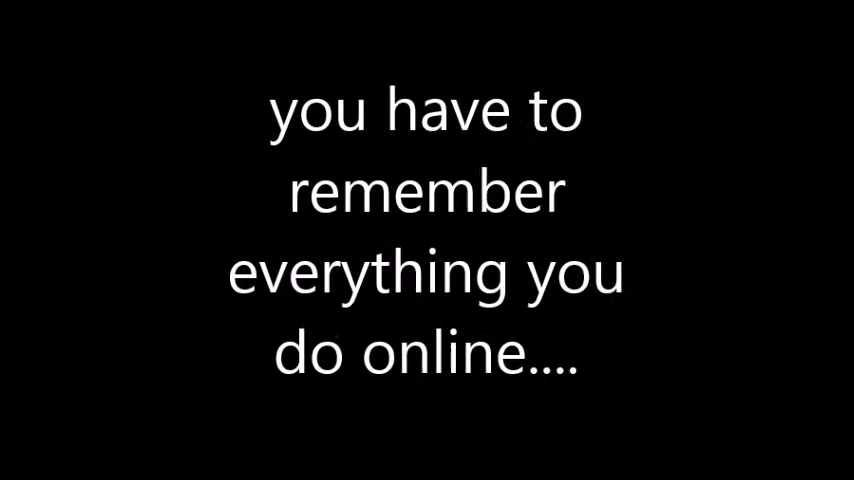 you have to
remember
everything you
do online....